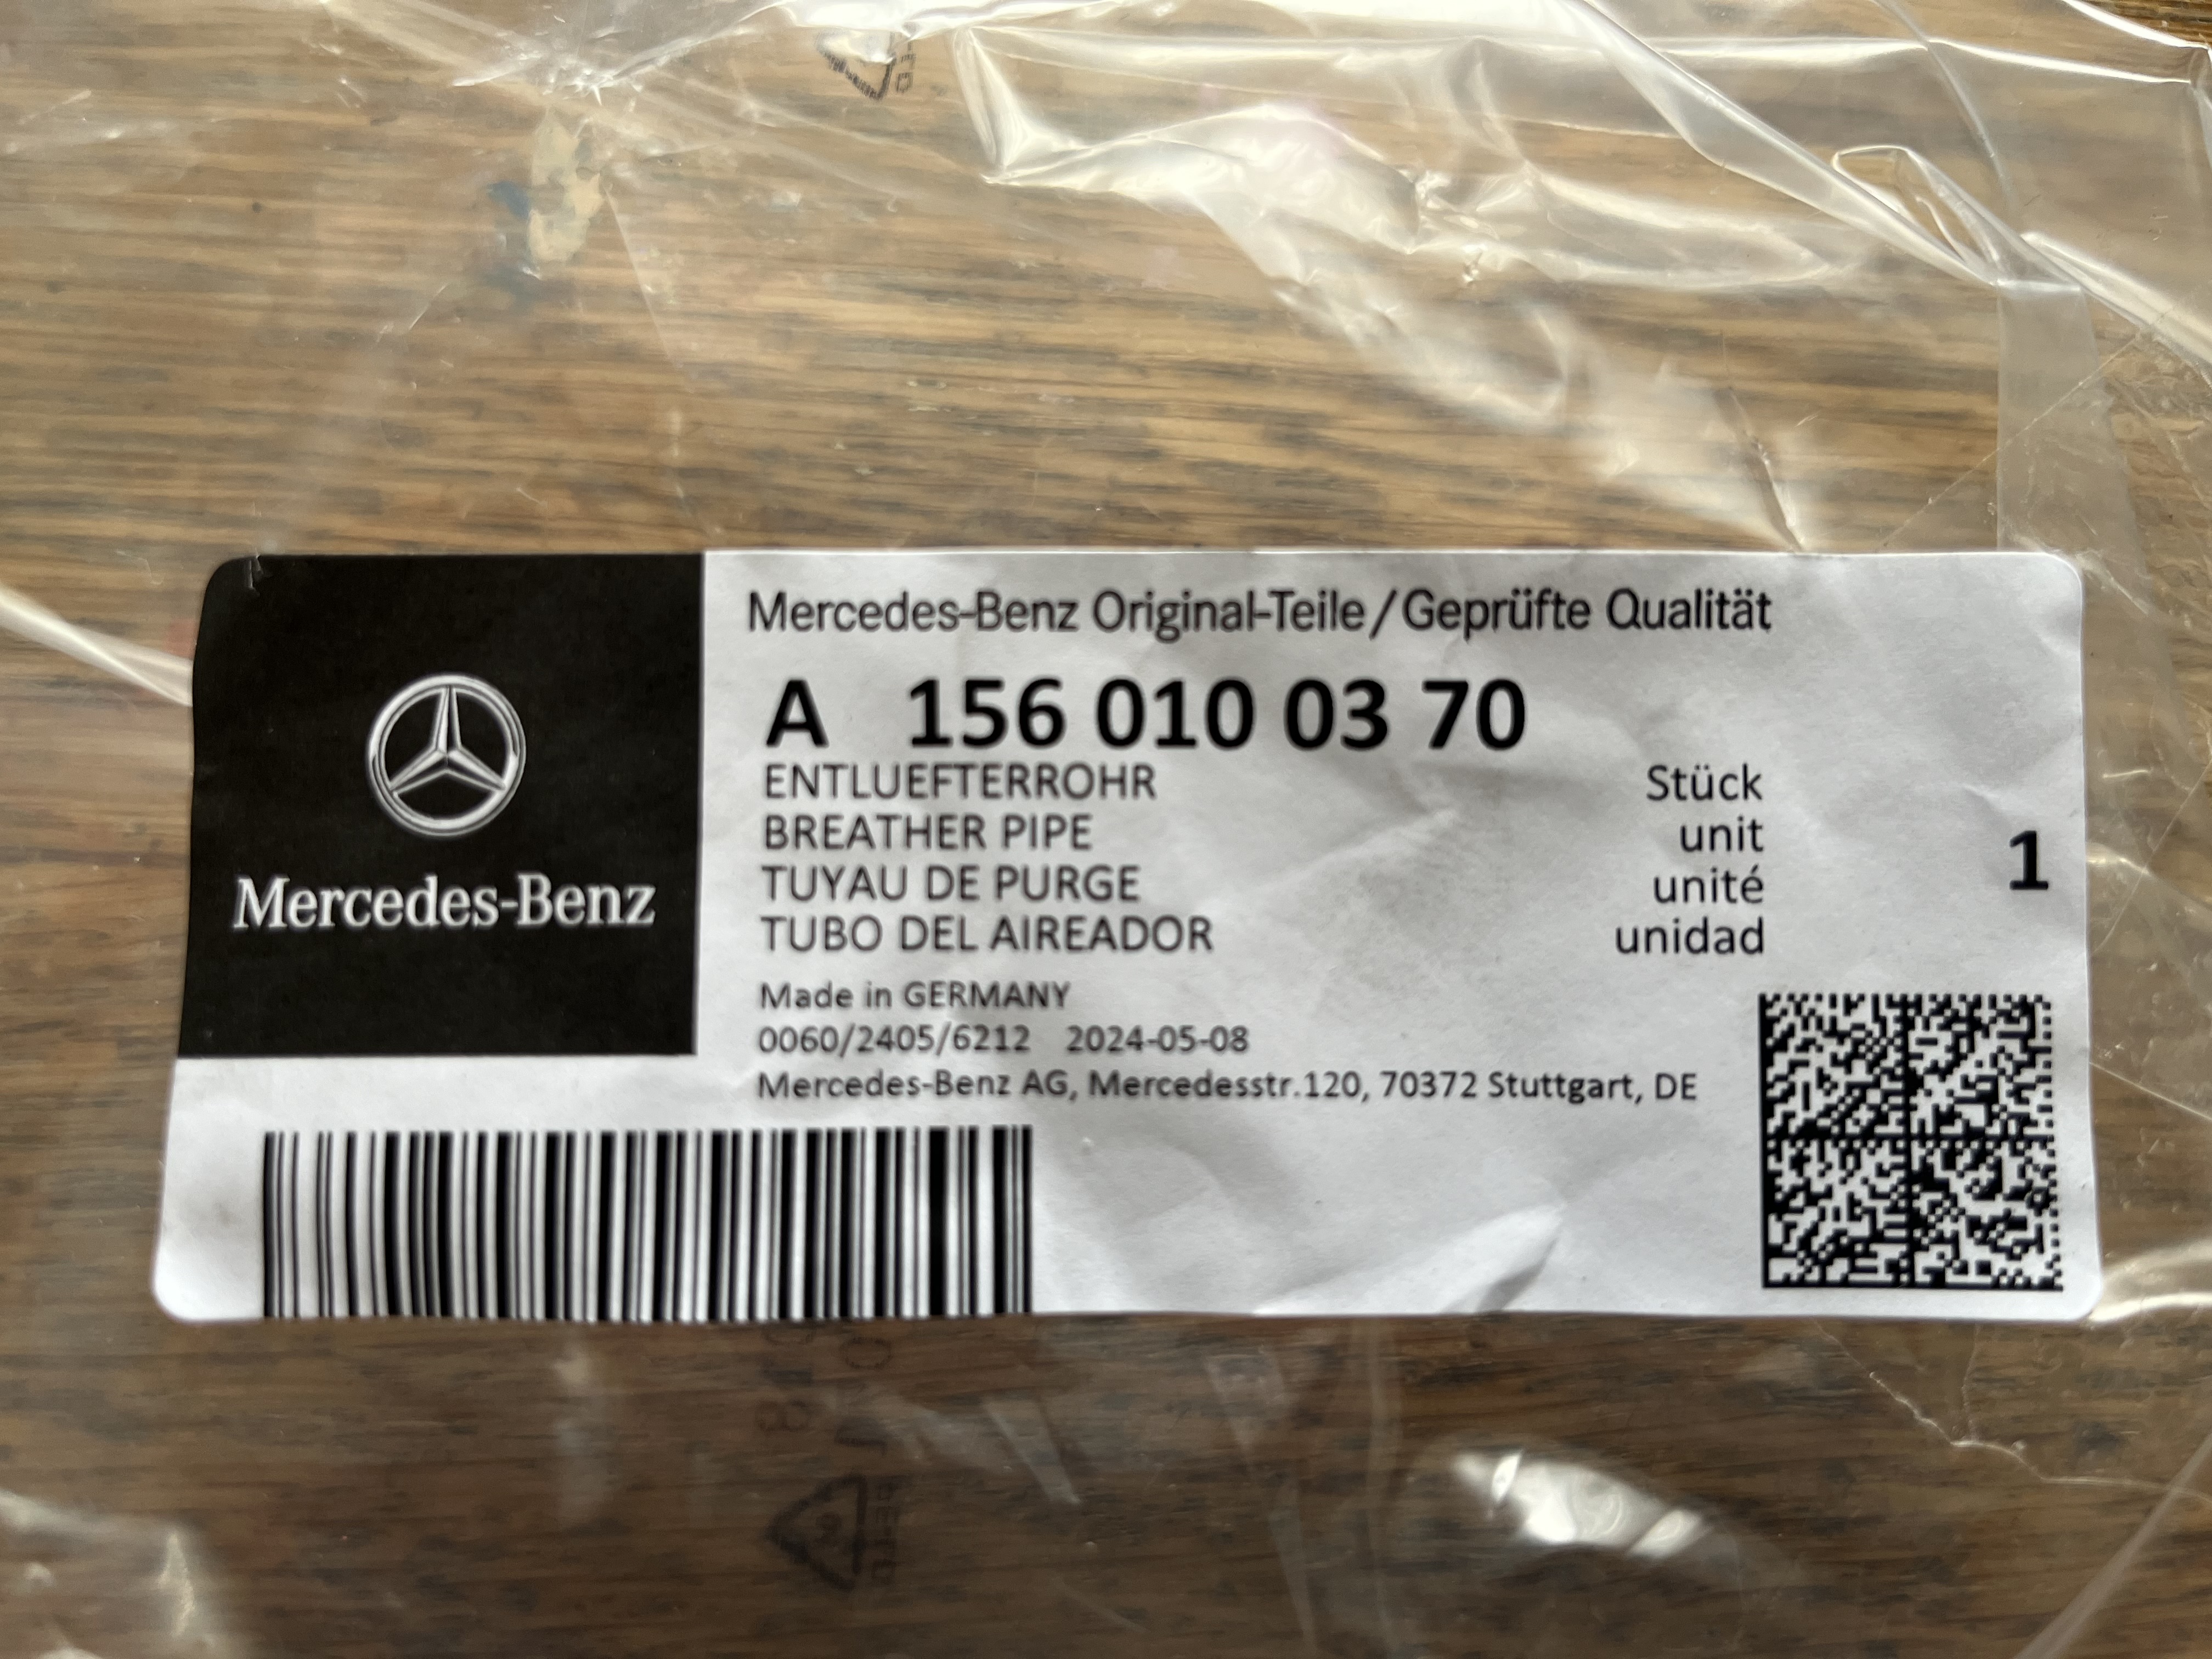 Mercedes-Benz
Mercedes-Benz Original-Teile/Geprüfte Qualität
A 156 010 03 70
ENTLUEFTERROHR Stück
BREATHER PIPE unit
TUYAU DE PURGE unité
TUBO DEL AIREADOR unidad
1
Made in GERMANY
0060/2405/6212 2024-05-08
Mercedes-Benz AG, Mercedesstr.120, 70372 Stuttgart, DE